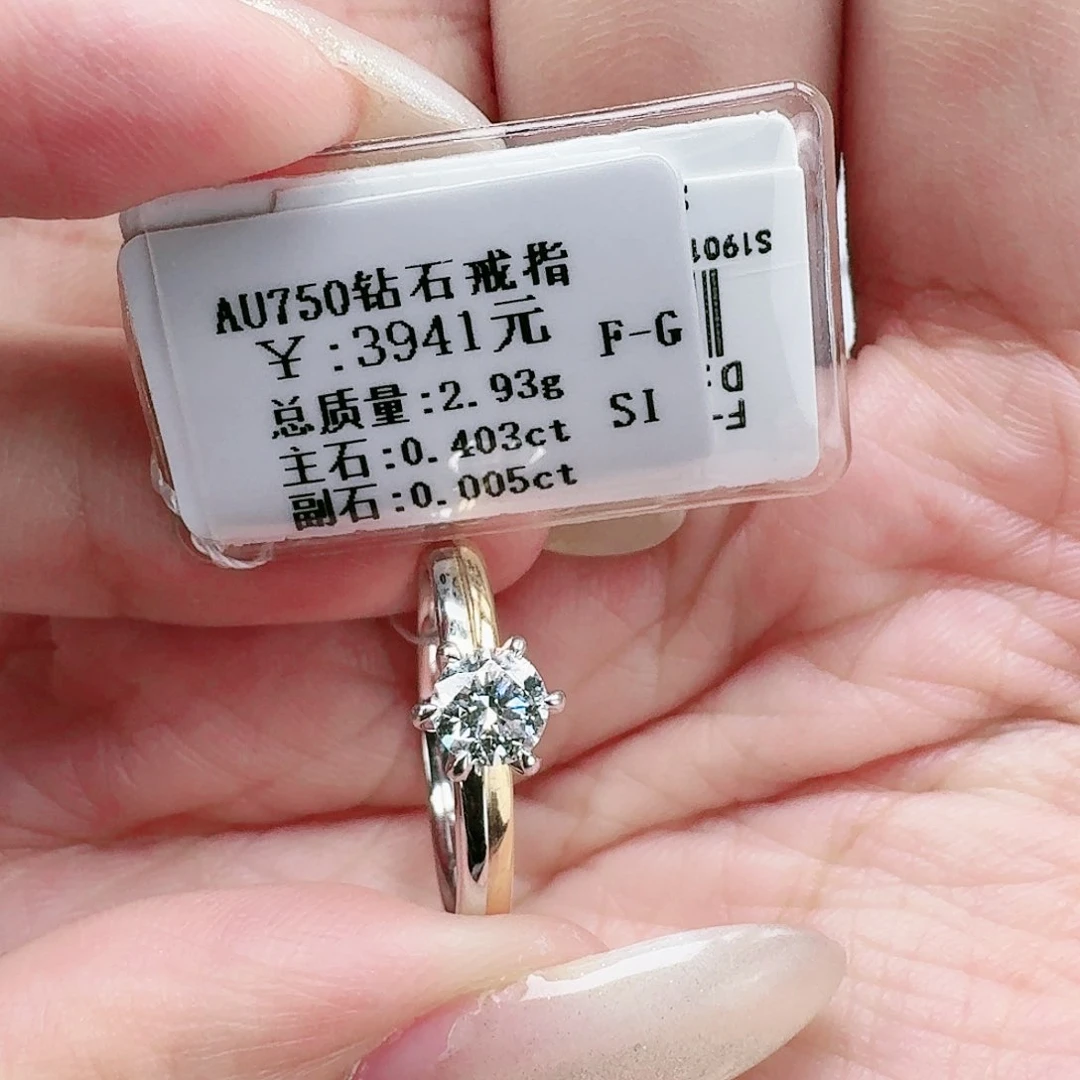 AU750钻石戒指
￥:3941元
F-G
总质量:2.93g
SI
主石:0.403ct
副石:0.005ct
S1901
D:
F-